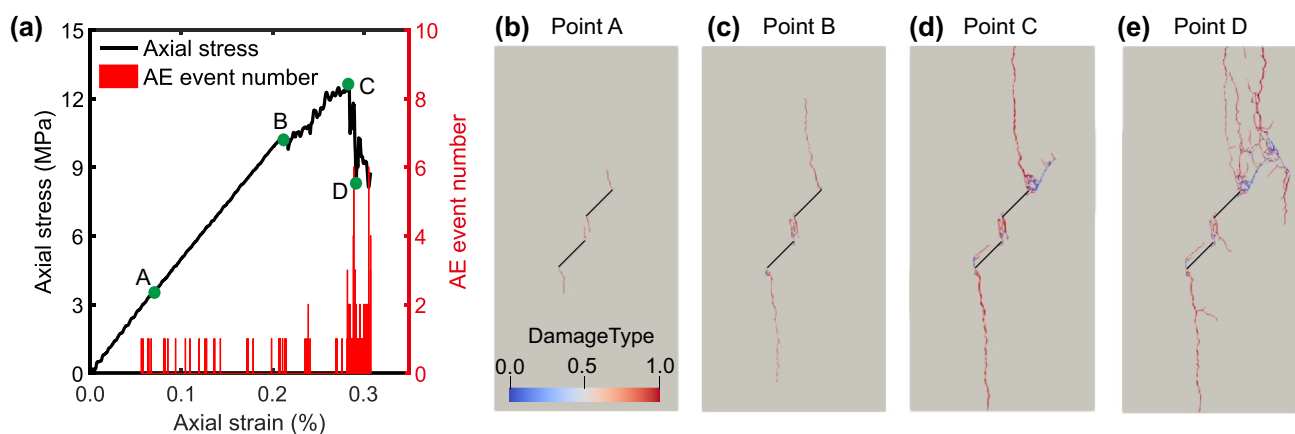 (a)
Axial stress
AE event number
15
12
9
6
3
0
Axial stress (MPa)
10
8
6
4
2
0
AE event number
A
B
C
D
0.0
0.1
0.2
0.3
Axial strain (%)
(b) Point A
DamageType
0.0
0.5
1.0
(c) Point B
(d) Point C
(e) Point D